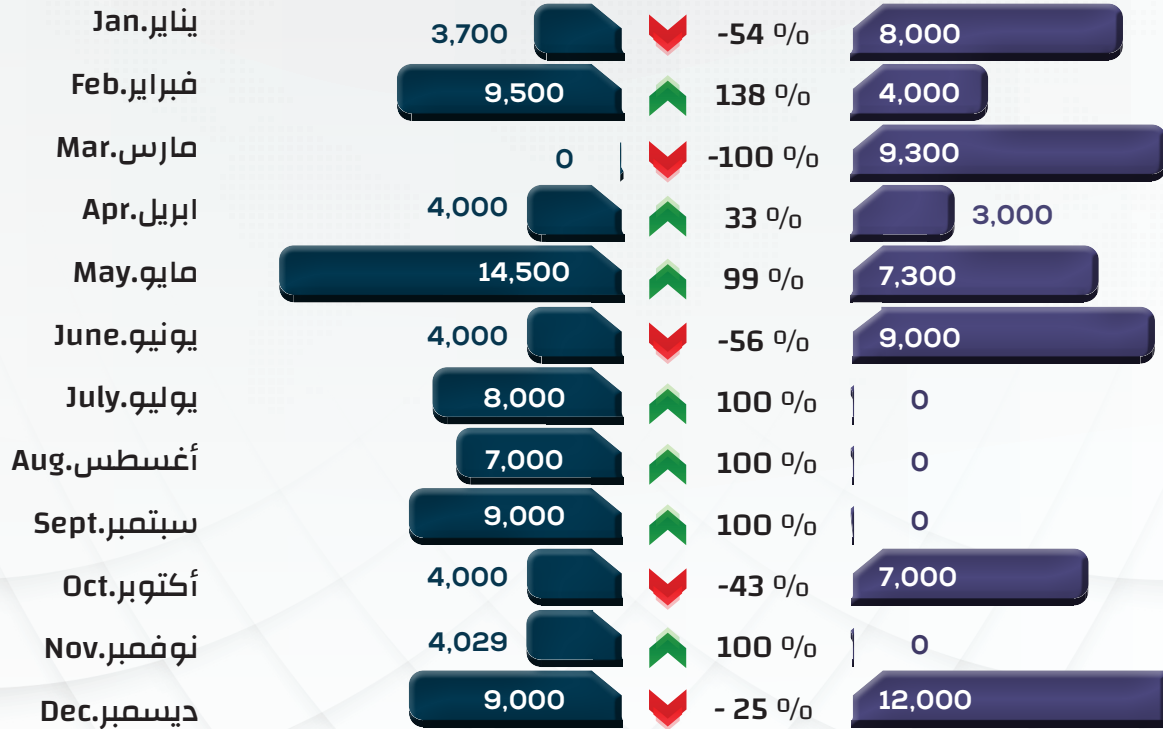 يناير.Jan 3,700 -54 % 8,000
فبراير.Feb 9,500 138 % 4,000
مارس.Mar 0 -100 % 9,300
ابريل.Apr 4,000 33 % 3,000
مايو.May 14,500 99 % 7,300
يونيو.June 4,000 -56 % 9,000
يوليو.July 8,000 100 % 0
أغسطس.Aug 7,000 100 % 0
سبتمبر.Sept 9,000 100 % 0
أكتوبر.Oct 4,000 -43 % 7,000
نوفمبر.Nov 4,029 100 % 0
ديسمبر.Dec 9,000 - 25 % 12,000